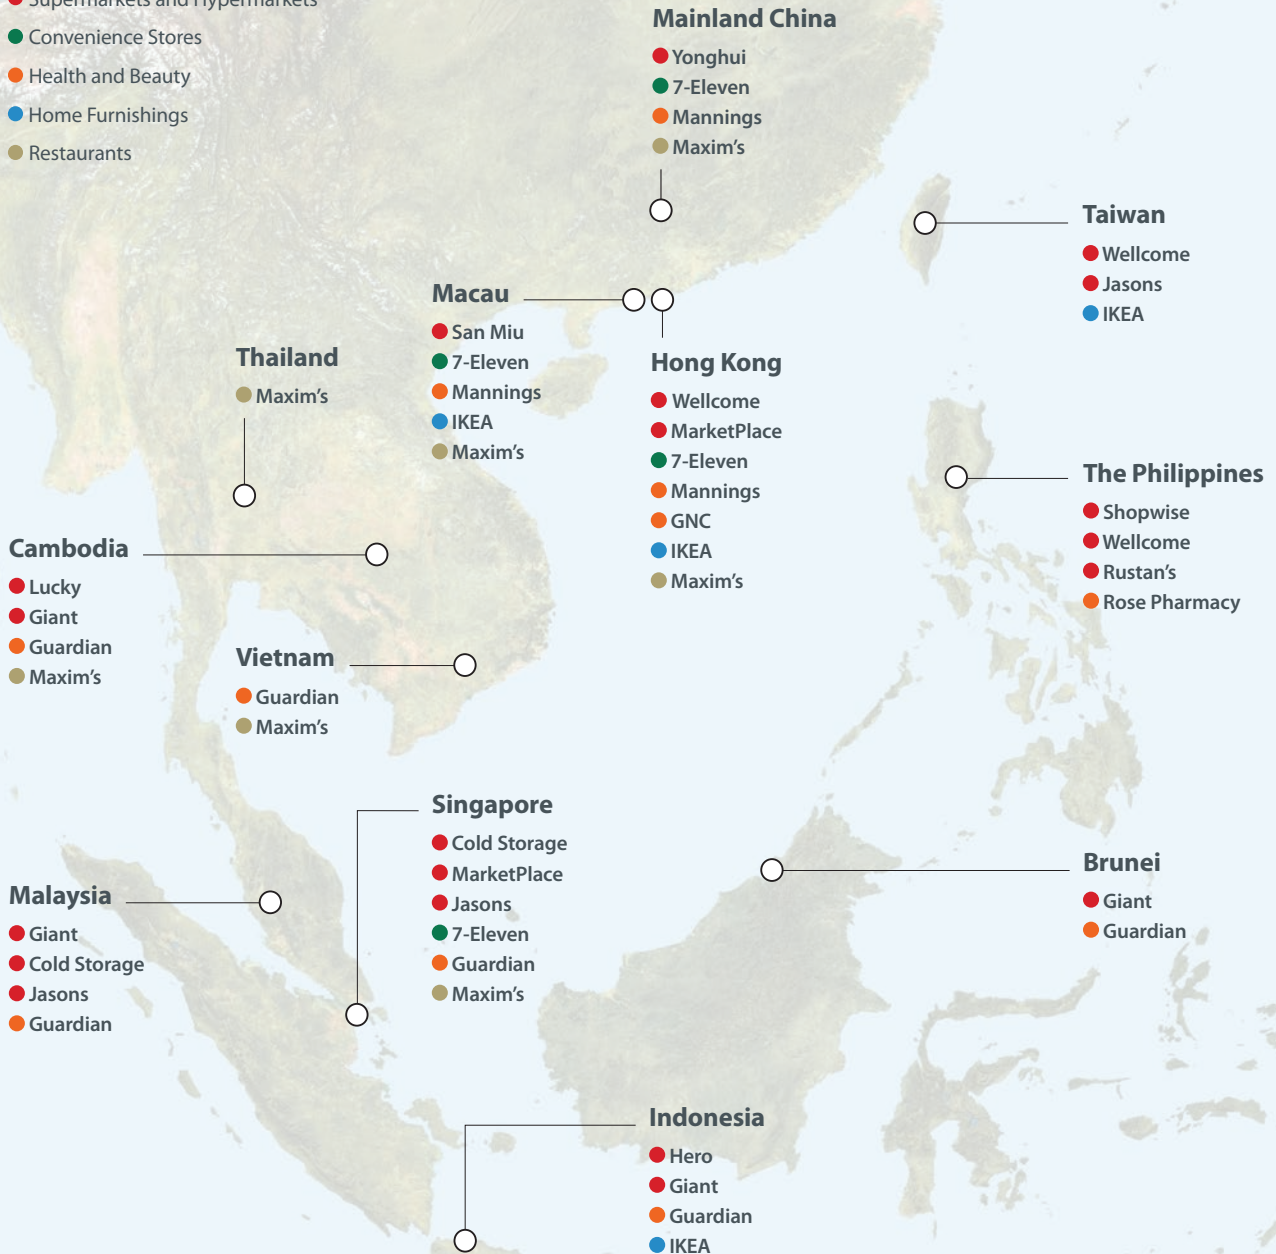 Supermarkets and Hypermarkets
Convenience Stores
Health and Beauty
Home Furnishings
Restaurants
Mainland China
Yonghui
7-Eleven
Mannings
Maxim's
Taiwan
Wellcome
Jasons
IKEA
Macau
San Miu
7-Eleven
Mannings
IKEA
Maxim's
Thailand
Maxim's
Hong Kong
Wellcome
MarketPlace
7-Eleven
Mannings
GNC
IKEA
Maxim's
The Philippines
Shopwise
Wellcome
Rustan's
Rose Pharmacy
Cambodia
Lucky
Giant
Guardian
Maxim's
Vietnam
Guardian
Maxim's
Singapore
Cold Storage
MarketPlace
Jasons
7-Eleven
Guardian
Maxim's
Malaysia
Giant
Cold Storage
Jasons
Guardian
Brunei
Giant
Guardian
Indonesia
Hero
Giant
Guardian
IKEA